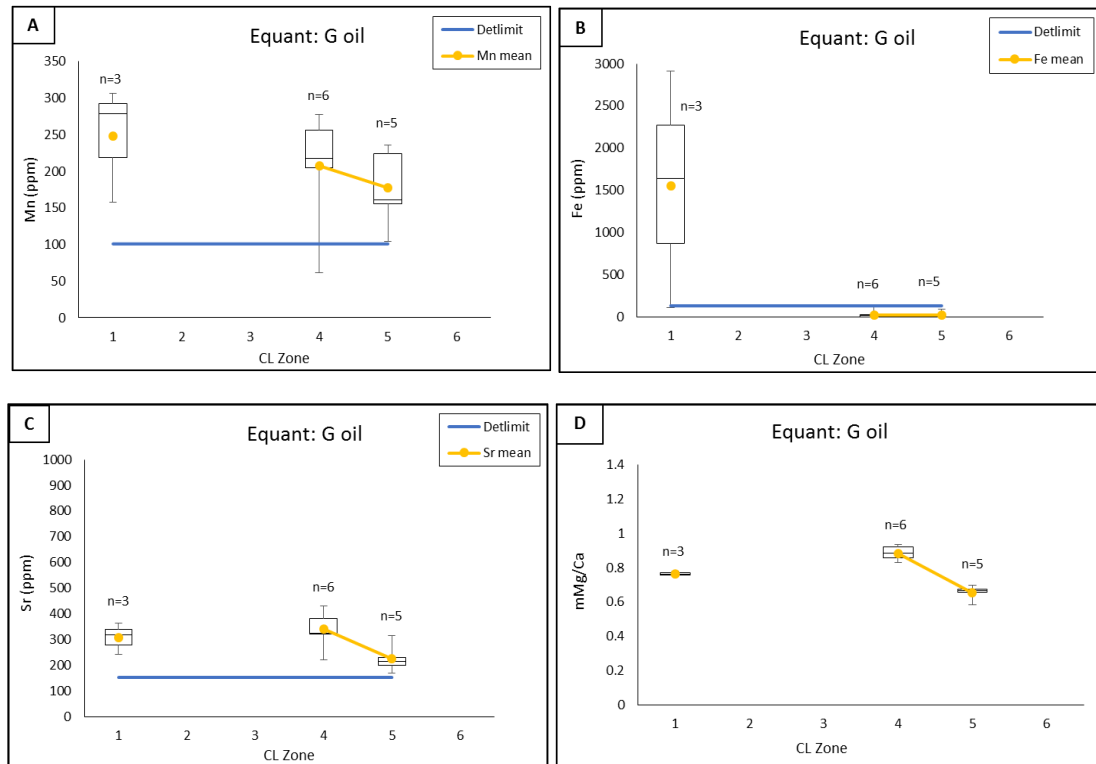 A
Equant: G oil
Detlimit
Mn mean
350
300
250
200
150
100
50
0
Mn (ppm)
n=3
n=6
n=5
1 2 3 4 5 6
CL Zone
B
Equant: G oil
Detlimit
Fe mean
3000
2500
2000
1500
1000
500
0
Fe (ppm)
n=3
n=6
n=5
1 2 3 4 5 6
CL Zone
C
Equant: G oil
Detlimit
Sr mean
1000
900
800
700
600
500
400
300
200
100
0
Sr (ppm)
n=3
n=6
n=5
1 2 3 4 5 6
CL Zone
D
Equant: G oil
1.4
1.2
1
0.8
0.6
0.4
0.2
0
mMg/Ca
n=3
n=6
n=5
1 2 3 4 5 6
CL Zone